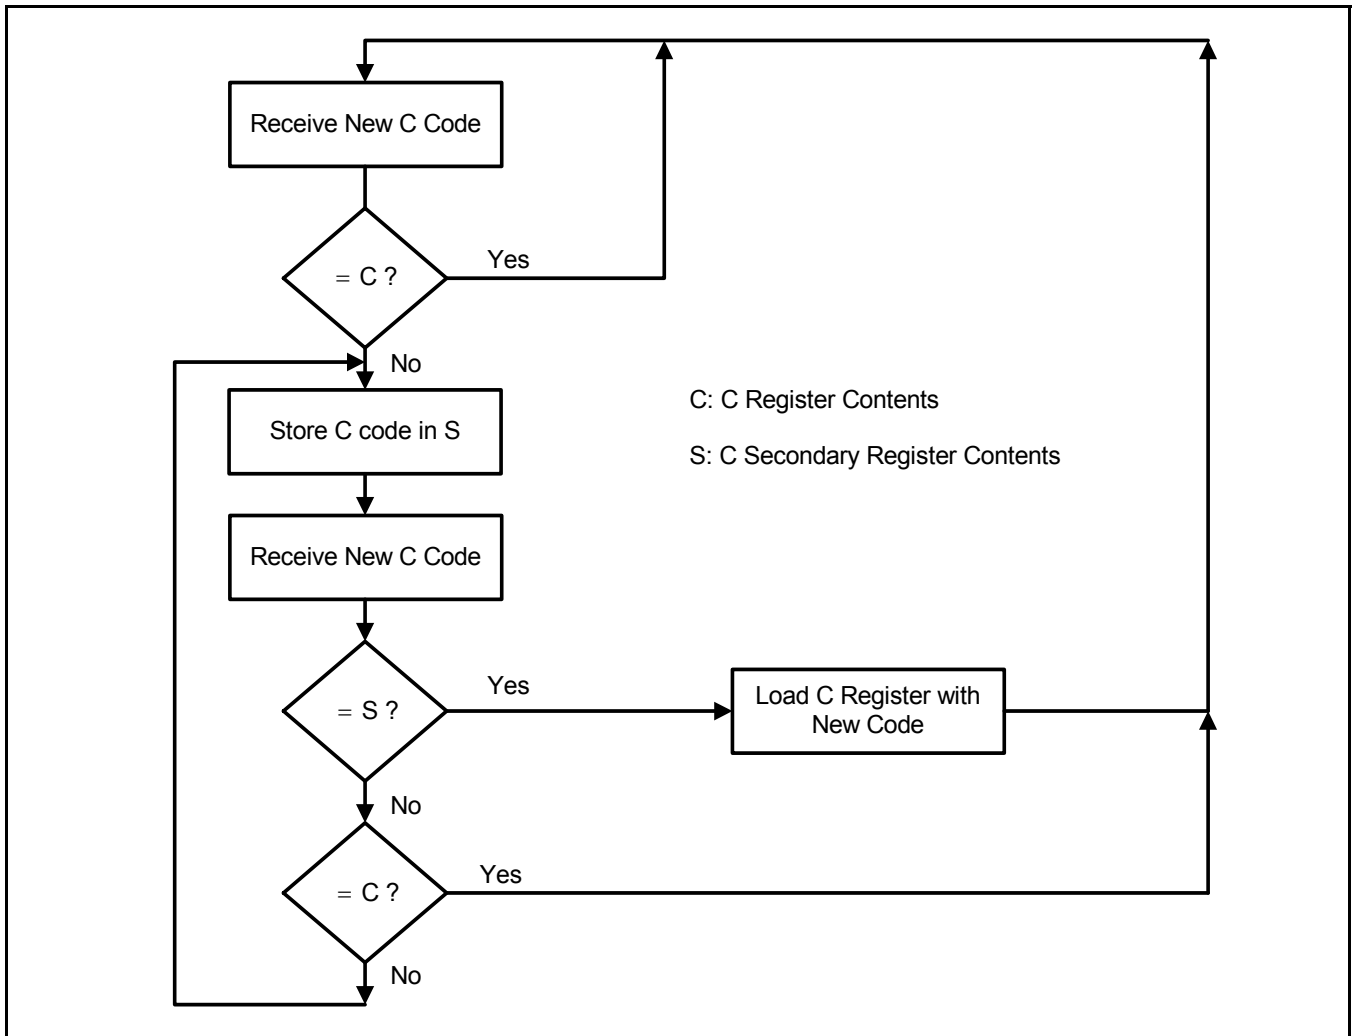 Receive New C Code
= C ?
Yes
No
Store C code in S
C: C Register Contents
S: C Secondary Register Contents
Receive New C Code
= S ?
Yes
Load C Register with
New Code
No
= C ?
Yes
No